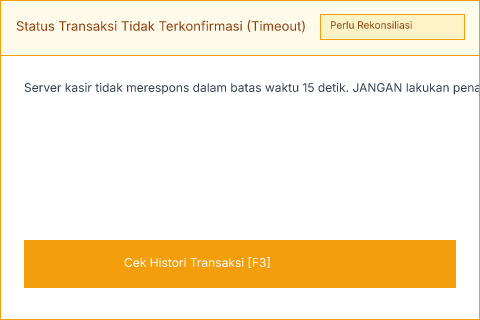 Status Transaksi Tidak Terkonfirmasi (Timeout)
Perlu Rekonsiliasi
Server kasir tidak merespons dalam batas waktu 15 detik. JANGAN lakukan
Cek Histori Transaksi [F3]